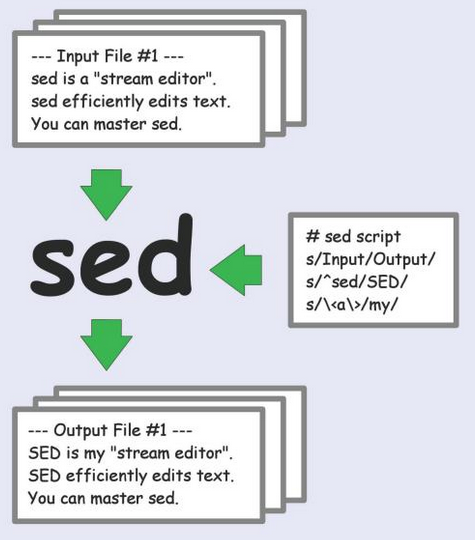 --- Input File #1 ---
sed is a "stream editor".
sed efficiently edits text.
You can master sed.
sed
# sed script
s/Input/Output/
s/^sed/SED/
s/\<a\>/my/
--- Output File #1 ---
SED is my "stream editor".
SED efficiently edits text.
You can master sed.